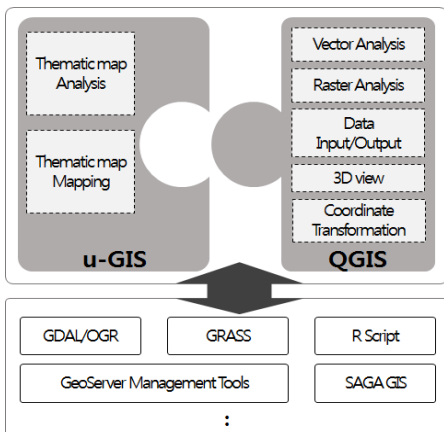 Thematic map
Analysis
Thematic map
Mapping
u-GIS
Vector Analysis
Raster Analysis
Data
Input/Output
3D view
Coordinate
Transformation
QGIS
GDAL/OGR
GRASS
R Script
GeoServer Management Tools
SAGA GIS
: